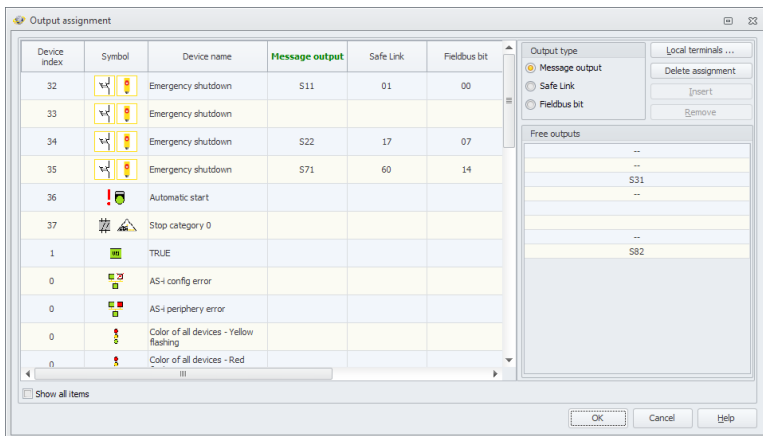 Output assignment
Device index Symbol Device name Message output Safe Link Fieldbus bit
32 Emergency shutdown S11 01 00
33 Emergency shutdown
34 Emergency shutdown S22 17 07
35 Emergency shutdown S71 60 14
36 Automatic start
37 Stop category 0
1 TRUE
0 AS-i config error
0 AS-i periphery error
0 Color of all devices - Yellow flashing
0 Color of all devices - Red
Show all items
Output type
Message output
Safe Link
Fieldbus bit
Local terminals ...
Delete assignment
Insert
Remove
Free outputs
--
--
S31
--
--
S82
OK Cancel Help